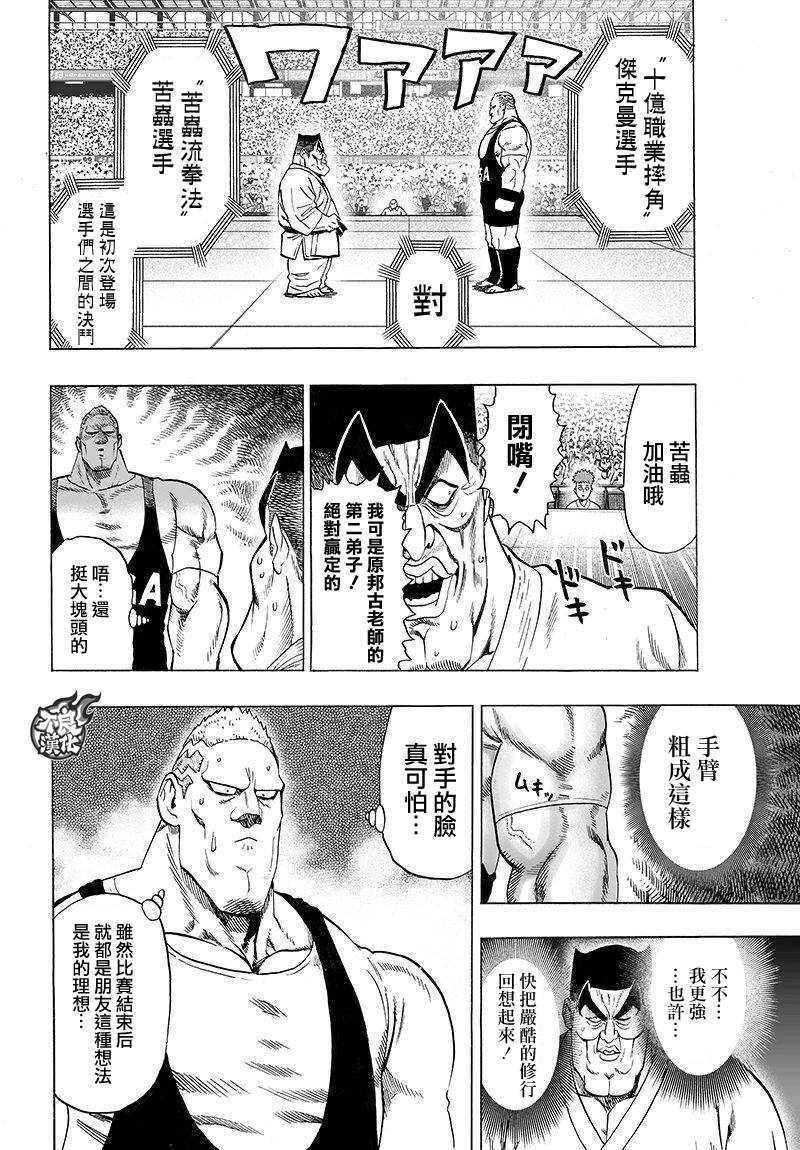 ワァァァ
“十億職業摔角”
傑克曼選手
對
“苦蟲流拳法”
苦蟲選手
這是初次登場
選手們之間的決鬥
苦蟲
加油哦
閉嘴！
ドキ
ドキ
我可是原邦古老師的
第二弟子！
絕對贏定的
唔…還
挺大塊頭的
A
手臂
粗成這樣
ムキッ
不不…
我更強
…也許…
快把嚴酷的修行
回想起來！
對手的臉
真可怕…
雖然比賽結束后
就都是朋友這種想法
是我的理想…
狼漢化